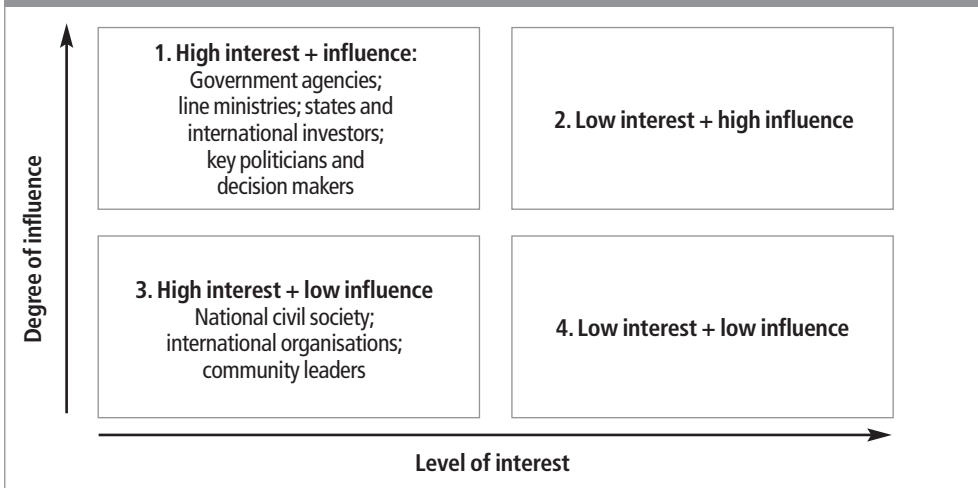 1. High interest + influence:
Government agencies;
line ministries; states and
international investors;
key politicians and
decision makers
2. Low interest + high influence
Degree of influence
3. High interest + low influence
National civil society;
international organisations;
community leaders
4. Low interest + low influence
Level of interest